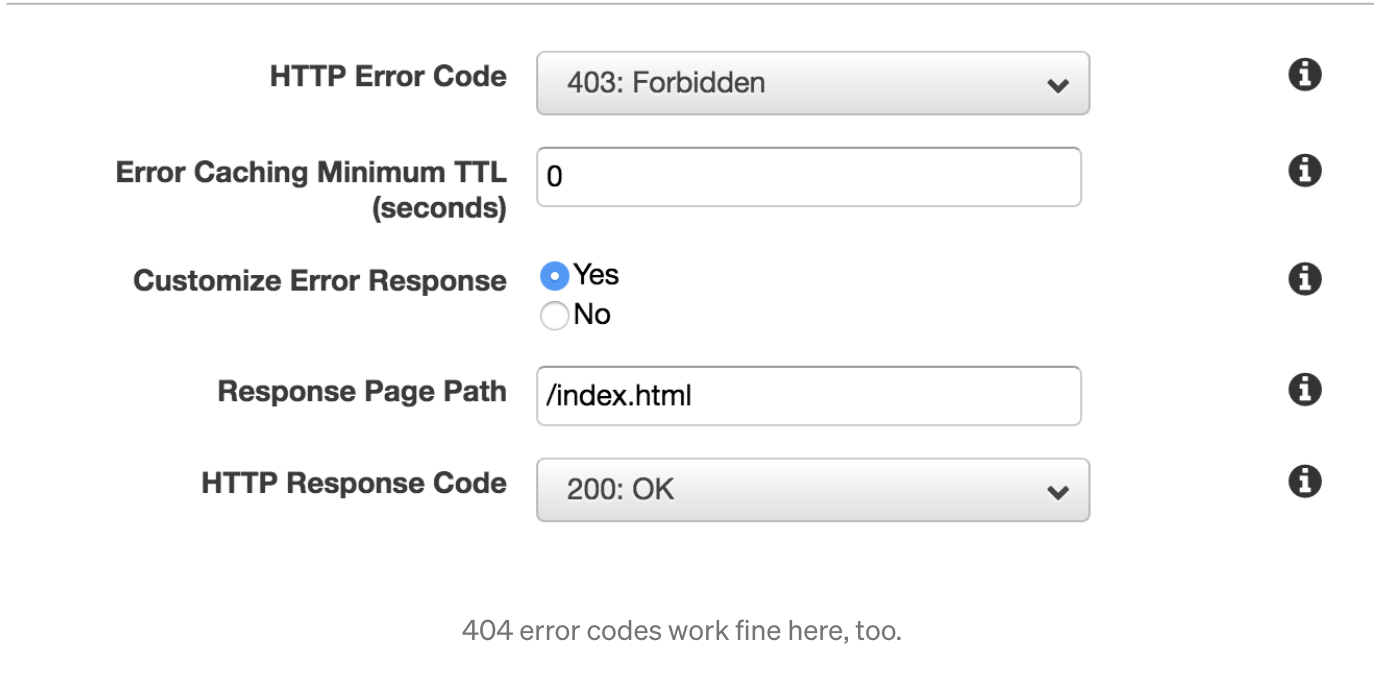 HTTP Error Code 403: Forbidden
Error Caching Minimum TTL (seconds) 0
Customize Error Response Yes
No
Response Page Path /index.html
HTTP Response Code 200: OK
404 error codes work fine here, too.